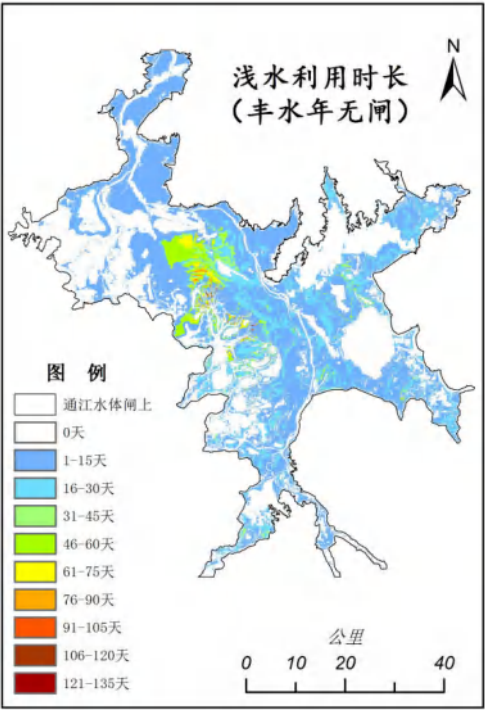 N
浅水利用时长
（丰水年无闸）
图 例
通江水体闸上
0天
1-15天
16-30天
31-45天
46-60天
61-75天
76-90天
91-105天
106-120天
121-135天
公里
0 10 20 40